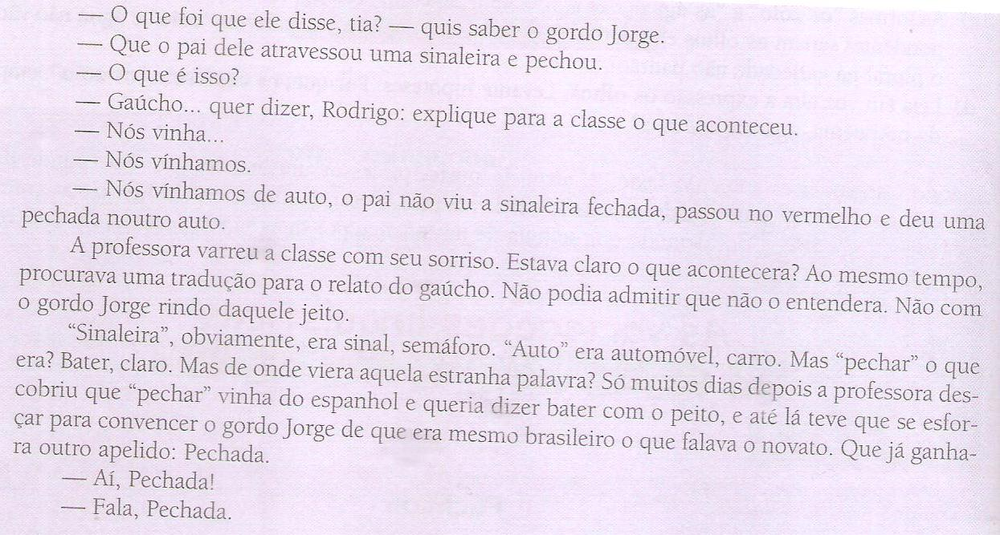 — O que foi que ele disse, tia? — quis saber o gordo Jorge.
— Que o pai dele atravessou uma sinaleira e pechou.
— O que é isso?
— Gaúcho... quer dizer, Rodrigo: explique para a classe o que aconteceu.
— Nós vinha...
— Nós vínhamos.
— Nós vínhamos de auto, o pai não viu a sinaleira fechada, passou no vermelho e deu uma
pechada noutro auto.
A professora varreu a classe com seu sorriso. Estava claro o que acontecera? Ao mesmo tempo,
procurava uma tradução para o relato do gaúcho. Não podia admitir que não o entendera. Não com
o gordo Jorge rindo daquele jeito.
“Sinaleira”, obviamente, era sinal, semáforo. “Auto” era automóvel, carro. Mas “pechar” o que
era? Bater, claro. Mas de onde viera aquela estranha palavra? Só muitos dias depois a professora des-
cobriu que “pechar” vinha do espanhol e queria dizer bater com o peito, e até lá teve que se esfor-
çar para convencer o gordo Jorge de que era mesmo brasileiro o que falava o novato. Que já ganha-
ra outro apelido: Pechada.
— Aí, Pechada!
— Fala, Pechada.